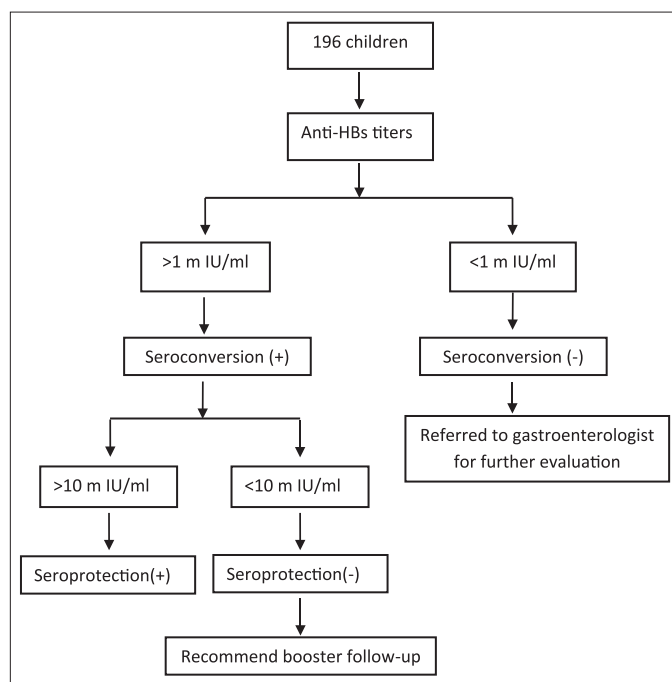 196 children
Anti-HBs titers
>1 m IU/ml
<1 m IU/ml
Seroconversion (+)
Seroconversion (-)
Referred to gastroenterologist
for further evaluation
>10 m IU/ml
<10 m IU/ml
Seroprotection(+)
Seroprotection(-)
Recommend booster follow-up